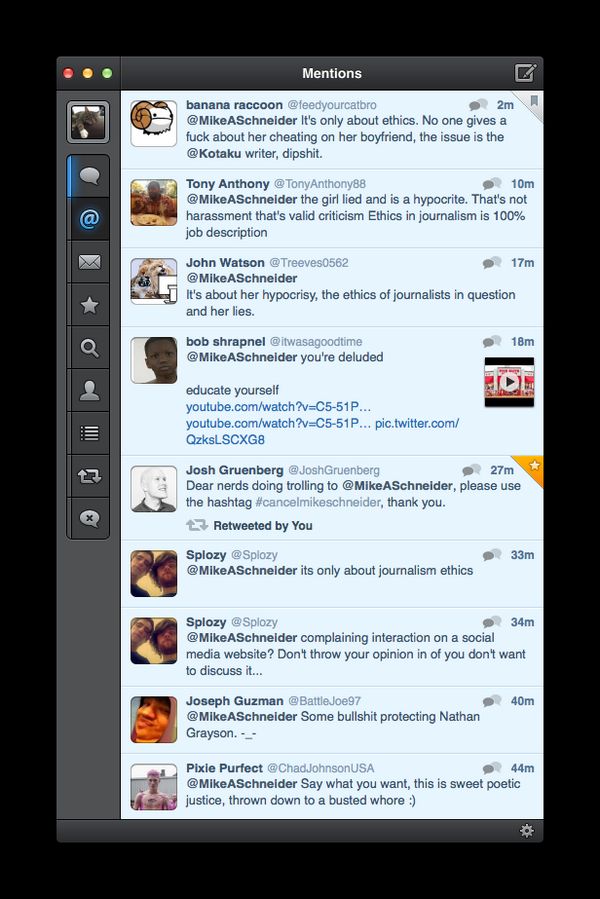 Mentions
banana raccoon @feedyourcatbro 2m
@MikeASchneider It's only about ethics. No one gives a
fuck about her cheating on her boyfriend, the issue is the
@Kotaku writer, dipshit.
Tony Anthony @TonyAnthony88 10m
@MikeASchneider the girl lied and is a hypocrite. That's not
harassment that's valid criticism Ethics in journalism is 100%
job description
John Watson @Treeves0562 17m
@MikeASchneider
It's about her hypocrisy, the ethics of journalists in question
and her lies.
bob shrapnel @itwasagoodtime 18m
@MikeASchneider you're deluded
educate yourself
youtube.com/watch?v=C5-51P…
youtube.com/watch?v=C5-51P… pic.twitter.com/
QzksLSCXG8
Josh Gruenberg @JoshGruenberg 27m
Dear nerds doing trolling to @MikeASchneider, please use
the hashtag #cancelmikeschneider, thank you.
Retweeted by You
Splozy @Splozy 33m
@MikeASchneider its only about journalism ethics
Splozy @Splozy 34m
@MikeASchneider complaining interaction on a social
media website? Don't throw your opinion in of you don't want
to discuss it...
Joseph Guzman @BattleJoe97 40m
@MikeASchneider Some bullshit protecting Nathan
Grayson. -_-
Pixie Purfect @ChadJohnsonUSA 44m
@MikeASchneider Say what you want, this is sweet poetic
justice, thrown down to a busted whore :)